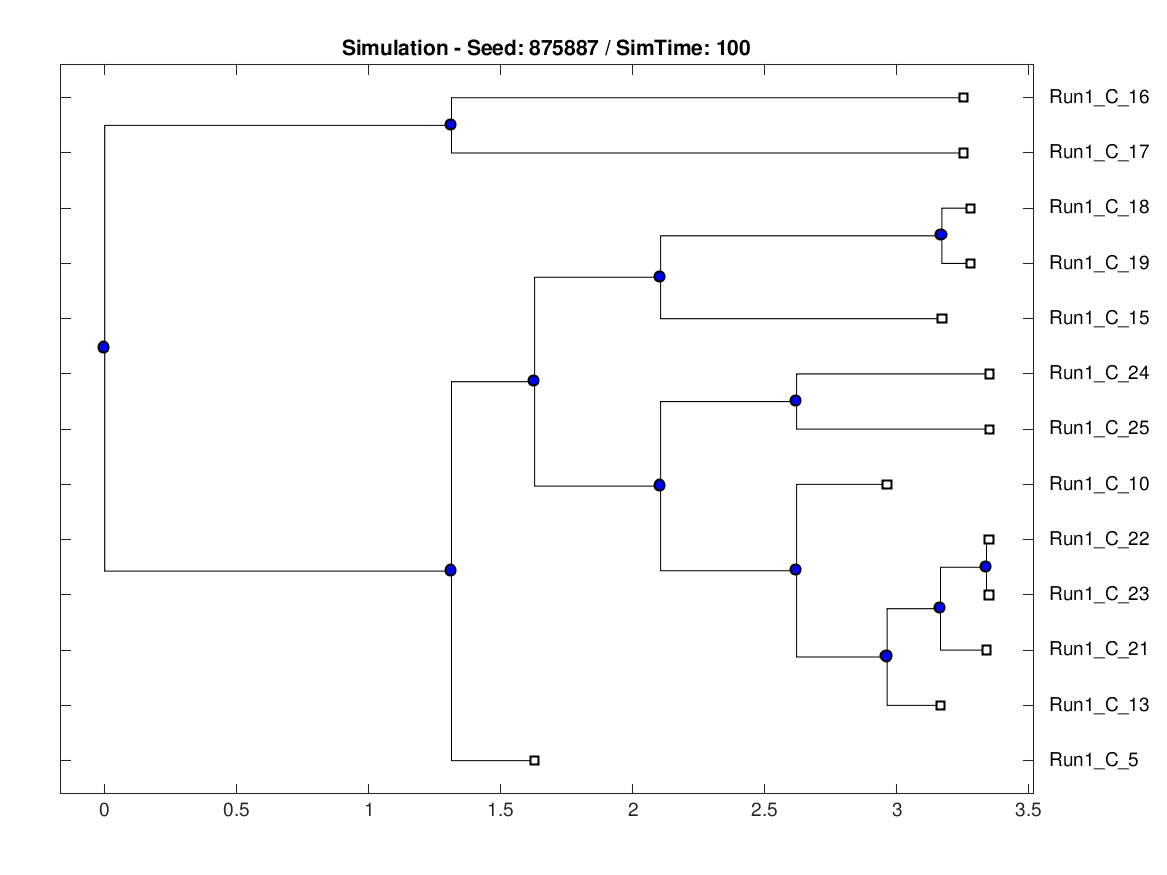 Simulation - Seed: 875887 / SimTime: 100
Run1_C_16
Run1_C_17
Run1_C_18
Run1_C_19
Run1_C_15
Run1_C_24
Run1_C_25
Run1_C_10
Run1_C_22
Run1_C_23
Run1_C_21
Run1_C_13
Run1_C_5
0 0.5 1 1.5 2 2.5 3 3.5